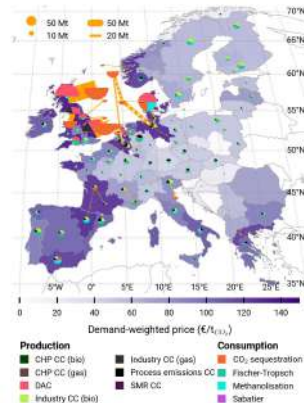 50 Mt
10 Mt
50 Mt
20 Mt
70°N
65°N
60°N
55°N
50°N
45°N
40°N
35°N
5°W 0° 5°E 10°E 15°E 20°E 25°E
0 20 40 60 80 100 120 140
Demand-weighted price (€/t_CO₂)
Production
CHP CC (bio)
CHP CC (gas)
DAC
Industry CC (bio)
Industry CC (gas)
Process emissions CC
SMR CC
Consumption
CO₂ sequestration
Fischer-Tropsch
Methanolisation
Sabatier